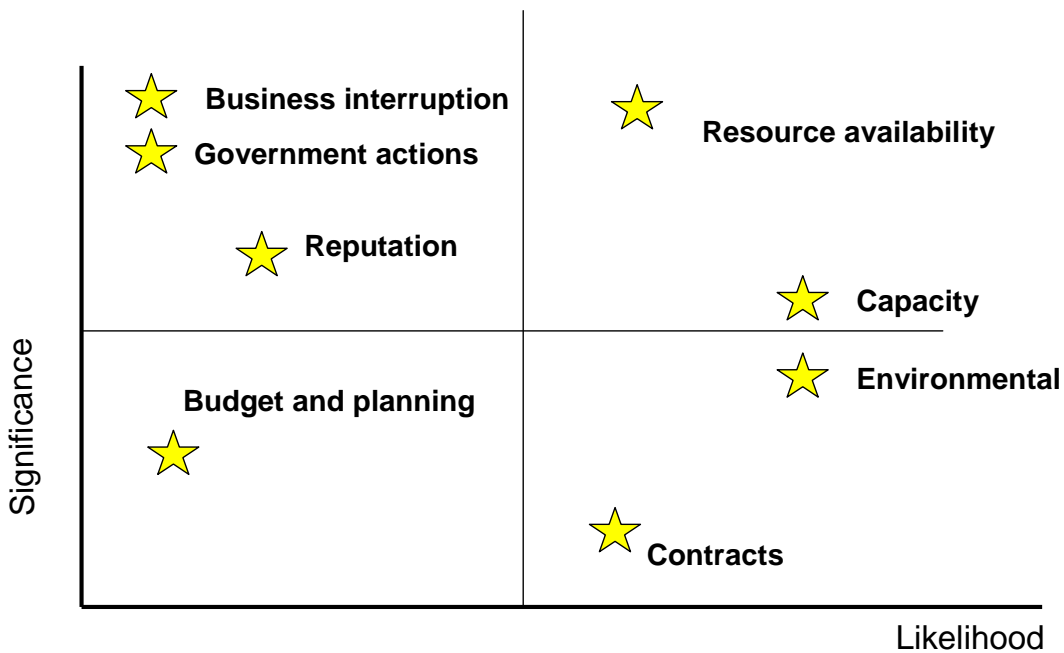 Business interruption
Resource availability
Government actions
Reputation
Capacity
Environmental
Budget and planning
Contracts
Significance
Likelihood